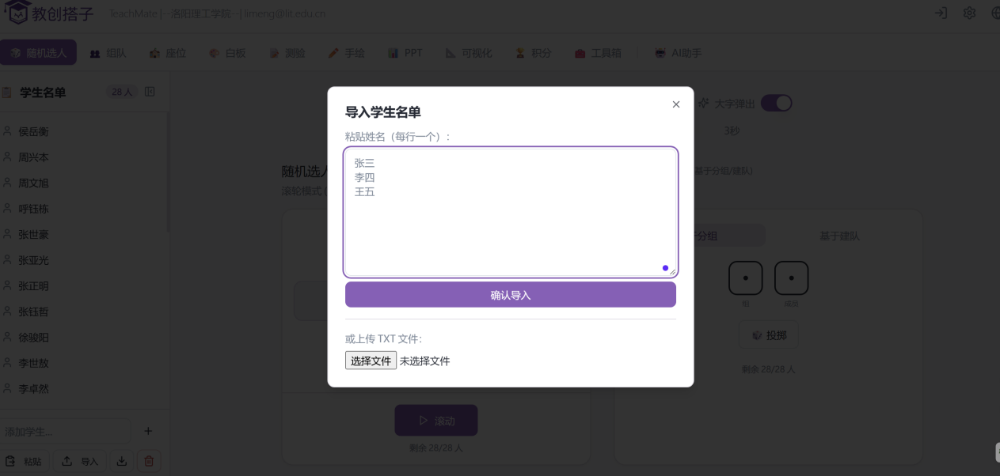 教创搭子 TeachMate |--洛阳理工学院--| limeng@lit.edu.cn
随机选人 组队 座位 白板 测验 手绘 PPT 可视化 积分 工具箱 AI助手
学生名单 28人
侯岳衡
周兴本
周文旭
呼钰栋
张世豪
张亚光
张正明
张钰哲
徐骏阳
李世敖
李卓然
添加学生...
粘贴 导入
大字弹出
3秒
随机选人
基于分组/建队)
滚轮模式 (
分组 基于建队
组 成员
投掷
剩余 28/28 人
滚动
剩余 28/28 人
导入学生名单
粘贴姓名（每行一个）:
张三
李四
王五
确认导入
或上传 TXT 文件:
选择文件 未选择文件